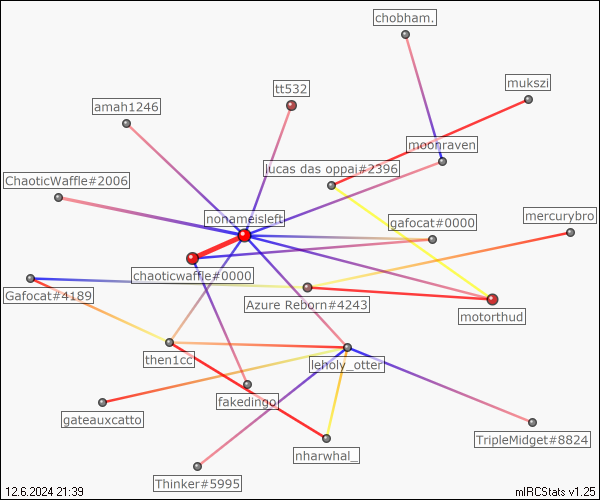 chobham.
mukszi
tt532
amah1246
moonraven
lucas das oppai#2396
ChaoticWaffle#2006
nonameisleft
gafocat#0000
mercurybro
chaoticwaffle#0000
Gafocat#4189
Azure Reborn#4243
motorthud
then1cc
leholy_otter
fakedingo
gateauxcatto
TripleMidget#8824
nharwhal_
Thinker#5995
12.6.2024 21:39
mIRCStats v1.25